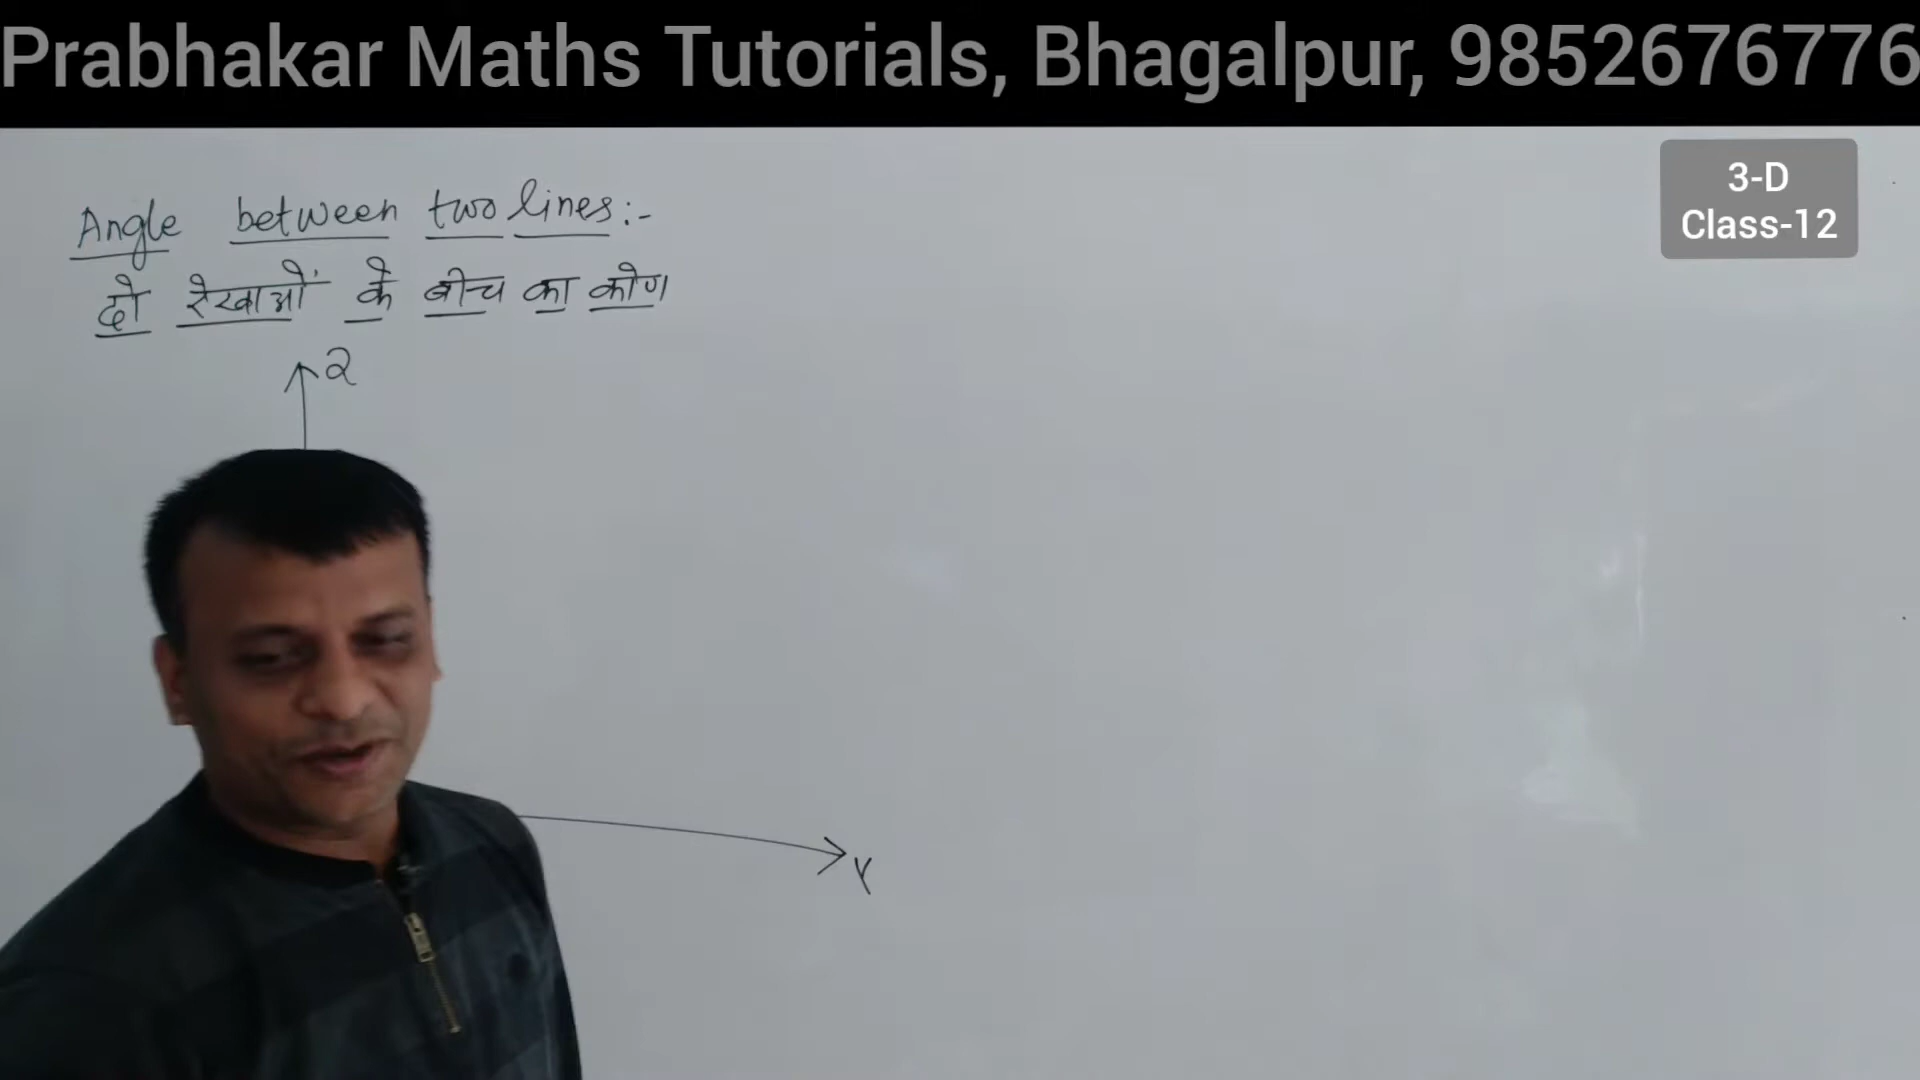 Prabhakar Maths Tutorials, Bhagalpur, 9852676776
3-D
Class-12
Angle between two lines:-
दो रेखाओं के बीच का कोण
Z
Y